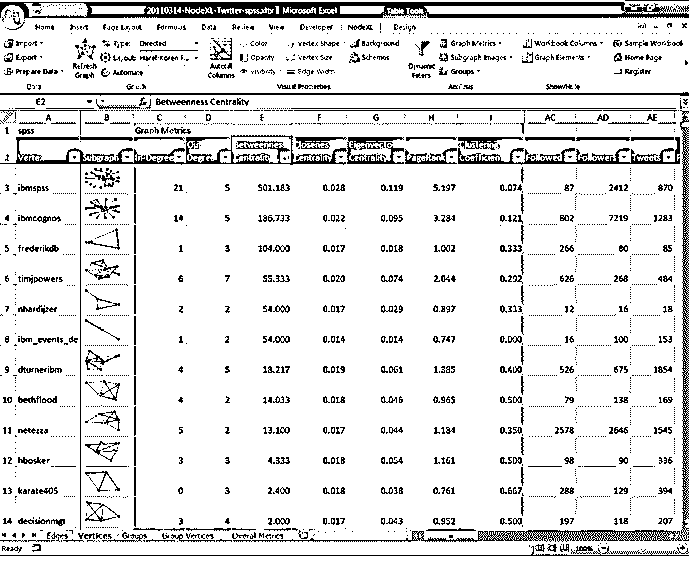 20110314-NodeXL-Twitter-spss.xlsx | Microsoft Excel Table Tools
Home Insert Page Layout Formulas Data Review View Developer NodeXL Design
Import Type: Directed Color Vertex Shape Background Graph Metrics Workbook Columns Sample Workbook
Export Layout: Harel-Koren F... Opacity Vertex Size Schemes Subgraph Images Graph Elements Home Page
Prepare Data Refresh Graph Automate Autofill Columns Visibility Edge Width Dynamic Filters Groups Register
Data Graph Visual Properties Analysis Show/Hide
E2 fx Betweenness Centrality
A B C D E F G H I AC AD AE
1 spss Graph Metrics
2 Vertex Subgraph In-Degree Out-Degree Betweenness Centrality Closeness Centrality Eigenvector Centrality PageRank Clustering Coefficient Followed Followers Tweets
3 ibmspss 21 5 501.183 0.028 0.119 5.197 0.074 87 2412 870
4 ibmcognos 14 5 186.733 0.022 0.095 3.284 0.121 802 7219 1283
5 frederikdb 1 3 104.000 0.017 0.018 1.002 0.333 266 80 85
6 timjpowers 6 7 55.333 0.020 0.074 2.044 0.292 626 268 484
7 nhardijzer 2 2 54.000 0.017 0.029 0.897 0.333 12 16 18
8 ibm_events_de 1 2 54.000 0.014 0.014 0.747 0.000 16 100 153
9 dturneribm 4 5 18.217 0.019 0.061 1.385 0.400 526 675 1854
10 bethflood 4 2 14.033 0.018 0.046 0.965 0.500 79 138 169
11 netezza 5 2 13.100 0.017 0.044 1.184 0.350 2578 2646 1545
12 hbosker 3 3 4.333 0.018 0.054 1.161 0.500 98 90 336
13 karate405 0 3 2.400 0.018 0.038 0.761 0.667 288 129 394
14 decisionmgt 3 4 2.000 0.017 0.043 0.952 0.500 197 118 207
Edges Vertices Groups Group Vertices Overall Metrics
Ready 100%